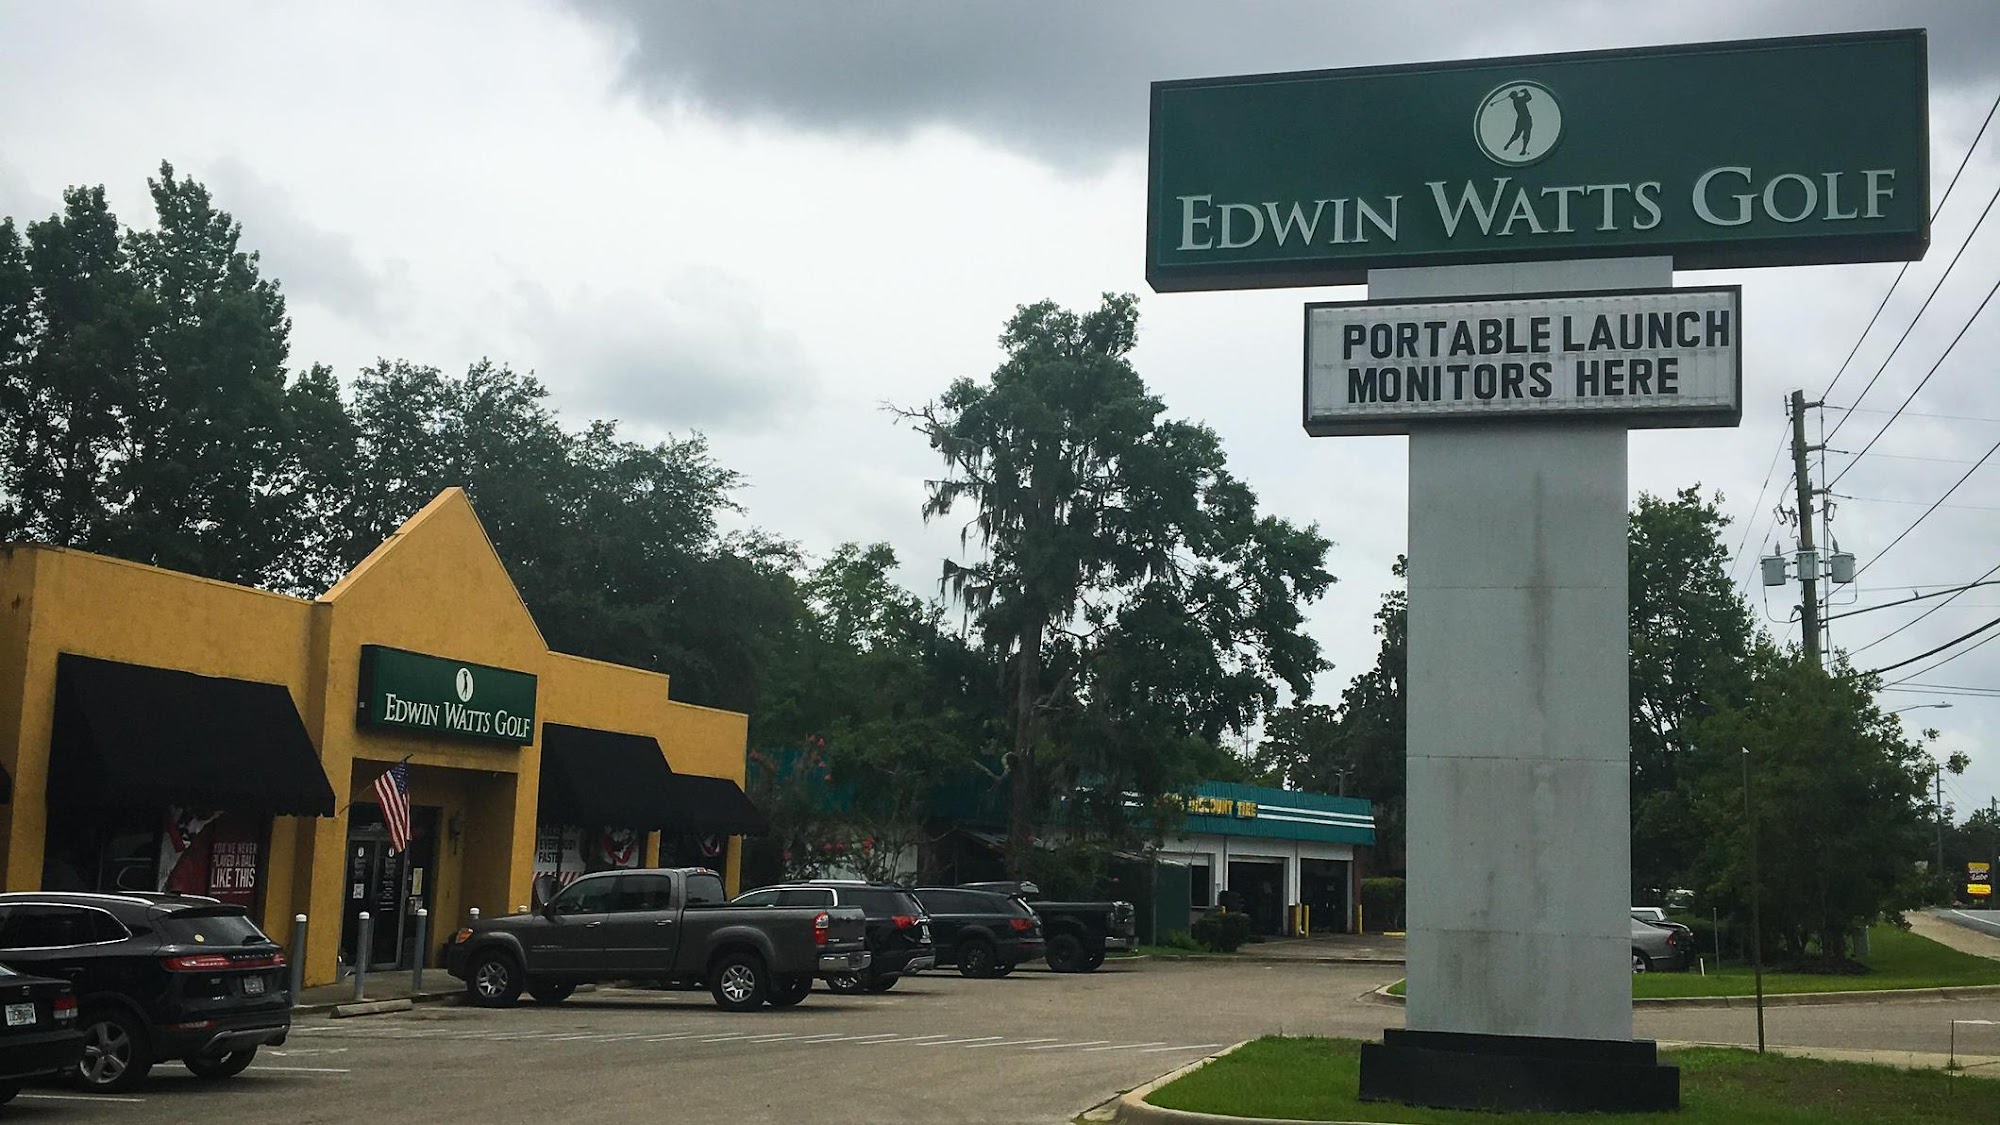 EDWIN WATTS GOLF
PORTABLE LAUNCH
MONITORS HERE
EDWIN WATTS GOLF
YOU'VE NEVER
PLAYED A BALL
LIKE THIS
FASTE
DISCOUNT TIRE